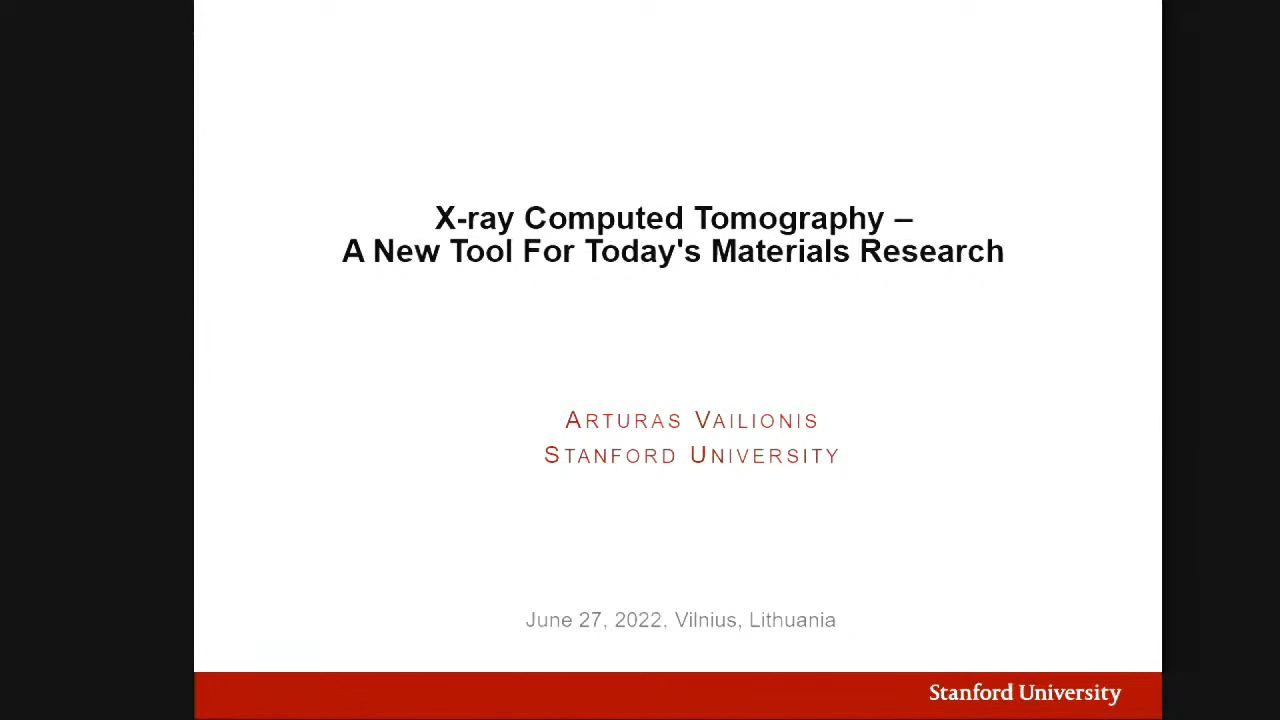 X-ray Computed Tomography –
A New Tool For Today's Materials Research
ARTURAS VAILIONIS
STANFORD UNIVERSITY
June 27, 2022, Vilnius, Lithuania
Stanford University